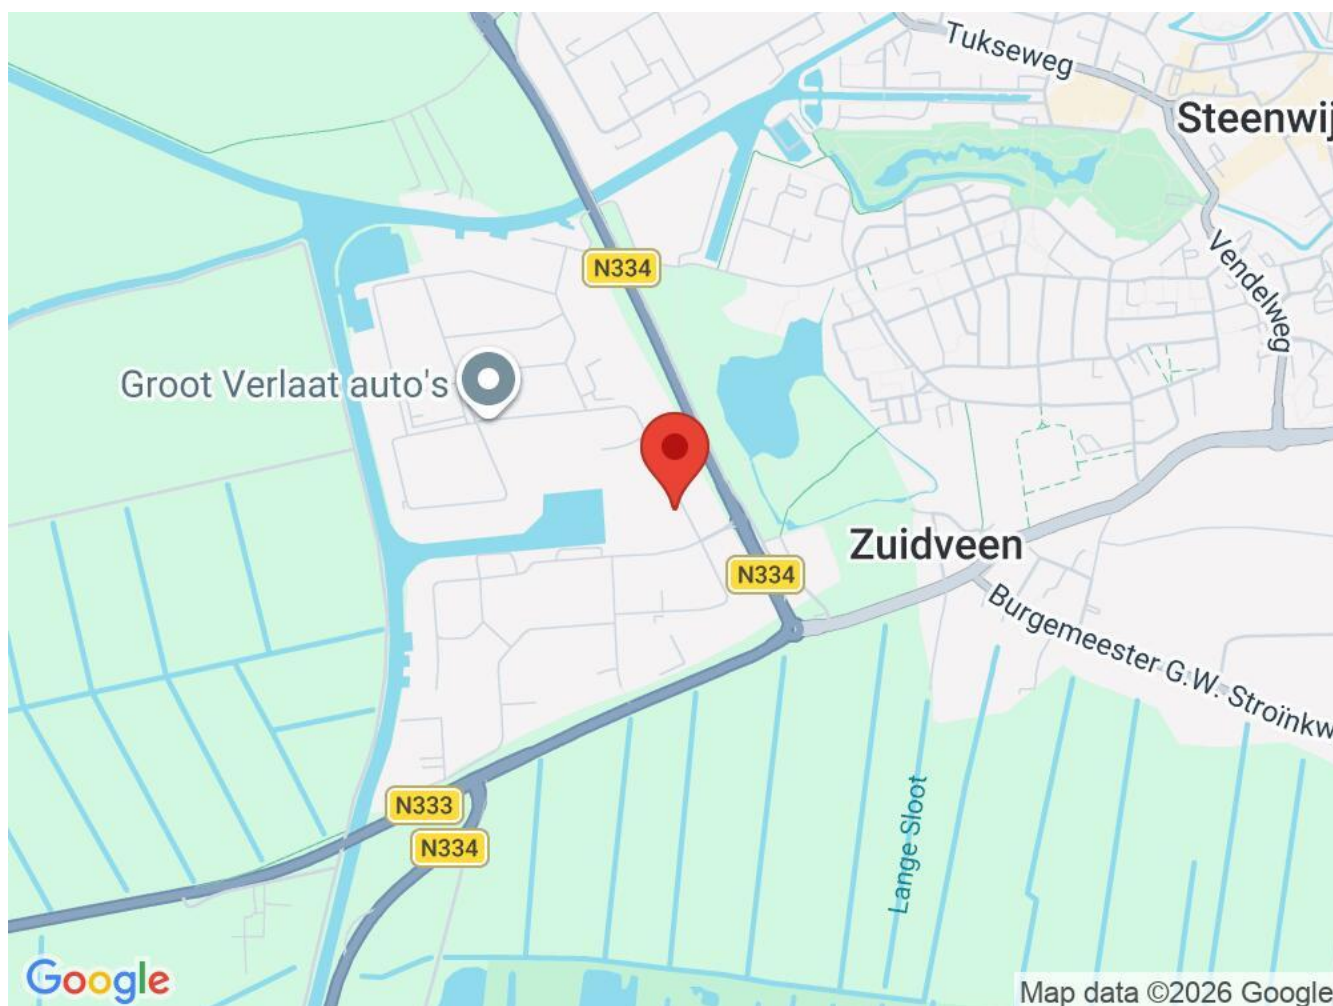 Tukseweg
Steenwij
Vendelweg
N334
Groot Verlaat auto's
Zuidveen
N334
Burgemeester G.W. Stroïnkw
N333
N334
Lange Sloot
Google
Map data ©2026 Google